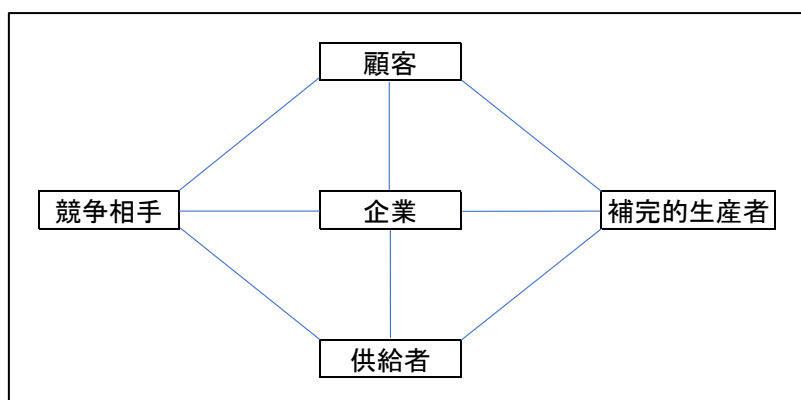 顧客
競争相手
企業
補完的生産者
供給者